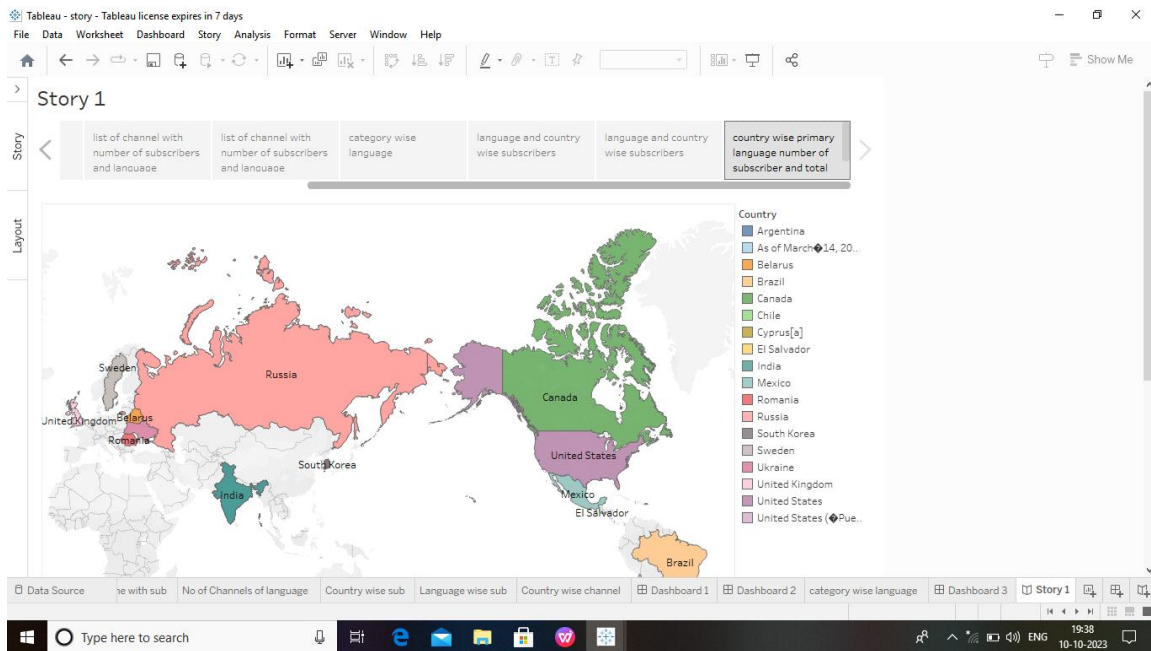 Tableau - story - Tableau license expires in 7 days
File Data Worksheet Dashboard Story Analysis Format Server Window Help
Show Me
Story
Layout
Story 1
list of channel with
number of subscribers
and language
list of channel with
number of subscribers
and language
category wise
language
language and country
wise subscribers
language and country
wise subscribers
country wise primary
language number of
subscriber and total
Sweden
Russia
United Kingdom
Belarus
Romania
South Korea
India
Canada
United States
Mexico
El Salvador
Brazil
Country
Argentina
As of March�14, 20..
Belarus
Brazil
Canada
Chile
Cyprus[a]
El Salvador
India
Mexico
Romania
Russia
South Korea
Sweden
Ukraine
United Kingdom
United States
United States (�Pue..
Data Source ne with sub No of Channels of language Country wise sub Language wise sub Country wise channel Dashboard 1 Dashboard 2 category wise language Dashboard 3 Story 1
Type here to search
ENG
19:38
10-10-2023